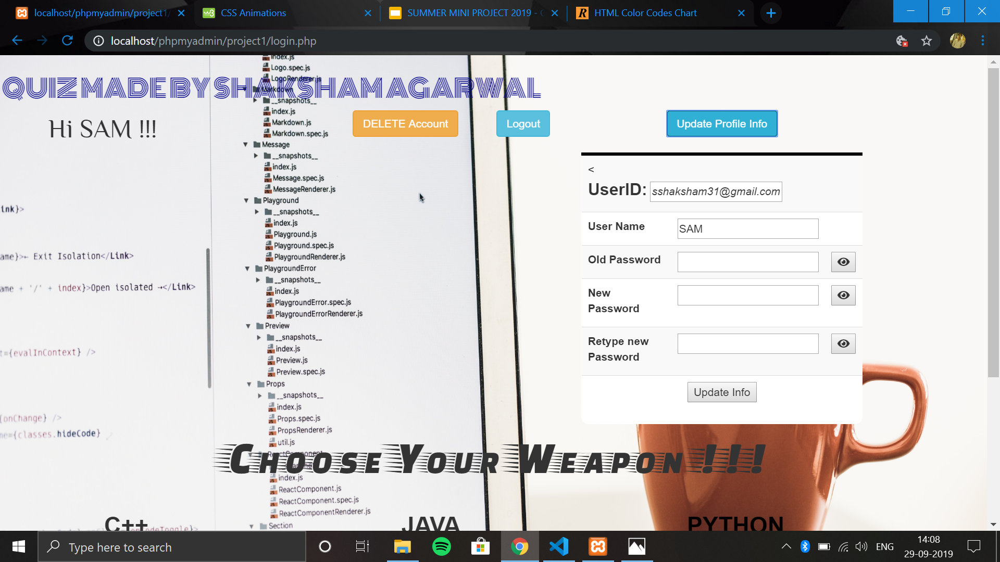 localhost/phpmyadmin/project1/
CSS Animations
SUMMER MINI PROJECT 2019 -
HTML Color Codes Chart
localhost/phpmyadmin/project1/login.php
QUIZ MADE BY SHAKSHAM AGARWAL
Hi SAM !!!
DELETE Account
Logout
Update Profile Info
<
UserID: sshaksham31@gmail.com
User Name SAM
Old Password
New
Password
Retype new
Password
Update Info
index.js
Logo.spec.js
LogoRenderer.js
Markdown
__snapshots__
index.js
Markdown.js
Markdown.spec.js
Message
__snapshots__
index.js
Message.spec.js
MessageRenderer.js
Playground
__snapshots__
index.js
Playground.js
Playground.spec.js
PlaygroundRenderer.js
PlaygroundError
__snapshots__
index.js
PlaygroundError.spec.js
PlaygroundErrorRenderer.js
Preview
__snapshots__
index.js
Preview.js
Preview.spec.js
Props
__snapshots__
index.js
Props.spec.js
PropsRenderer.js
util.js
ReactComponent
index.js
ReactComponent.js
ReactComponent.spec.js
ReactComponentRenderer.js
Section
ink}>
ame}>← Exit Isolation</Link>
ame + '/' + index}>Open isolated ⇢</Link>
t={evalInContext} />
{onChange} />
me={classes.hideCode}
Choose Your Weapon !!!
C++
JAVA
PYTHON
Type here to search
ENG
14:08
29-09-2019